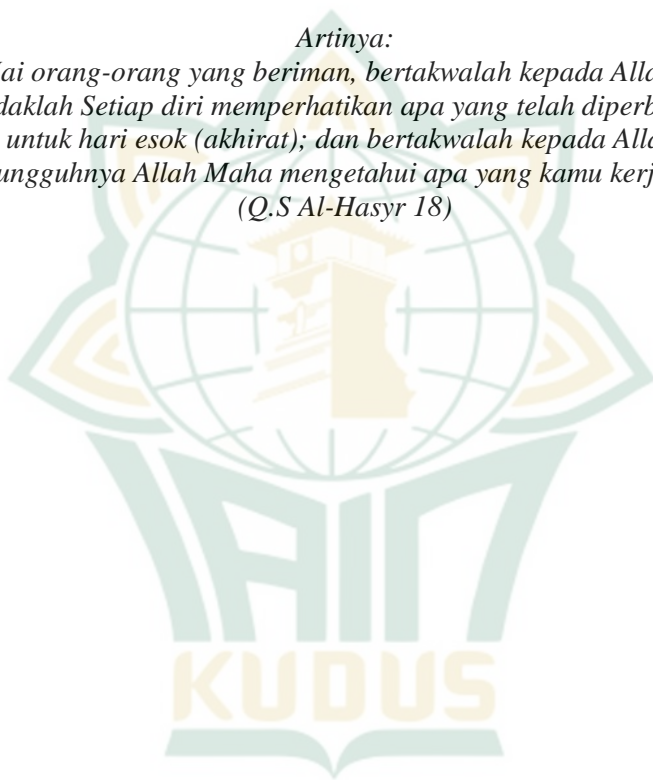 Artinya:
ai orang-orang yang beriman, bertakwalah kepada Alla
daklah Setiap diri memperhatikan apa yang telah diperb
untuk hari esok (akhirat); dan bertakwalah kepada Alla
ungguhnya Allah Maha mengetahui apa yang kamu kerj
(Q.S Al-Hasyr 18)
IAIN
KUDUS